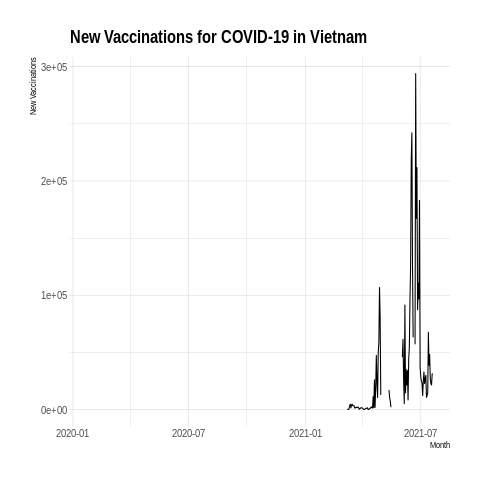 New Vaccinations for COVID-19 in Vietnam
New Vaccinations
3e+05
2e+05
1e+05
0e+00
2020-01 2020-07 2021-01 2021-07
Month